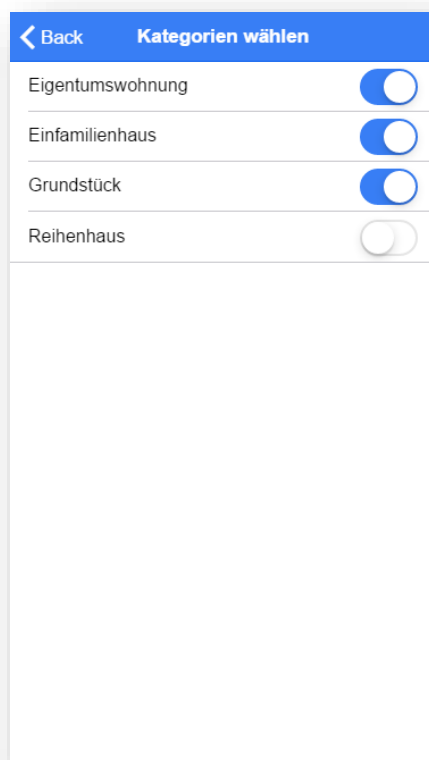 Back Kategorien wählen
Eigentumswohnung
Einfamilienhaus
Grundstück
Reihenhaus